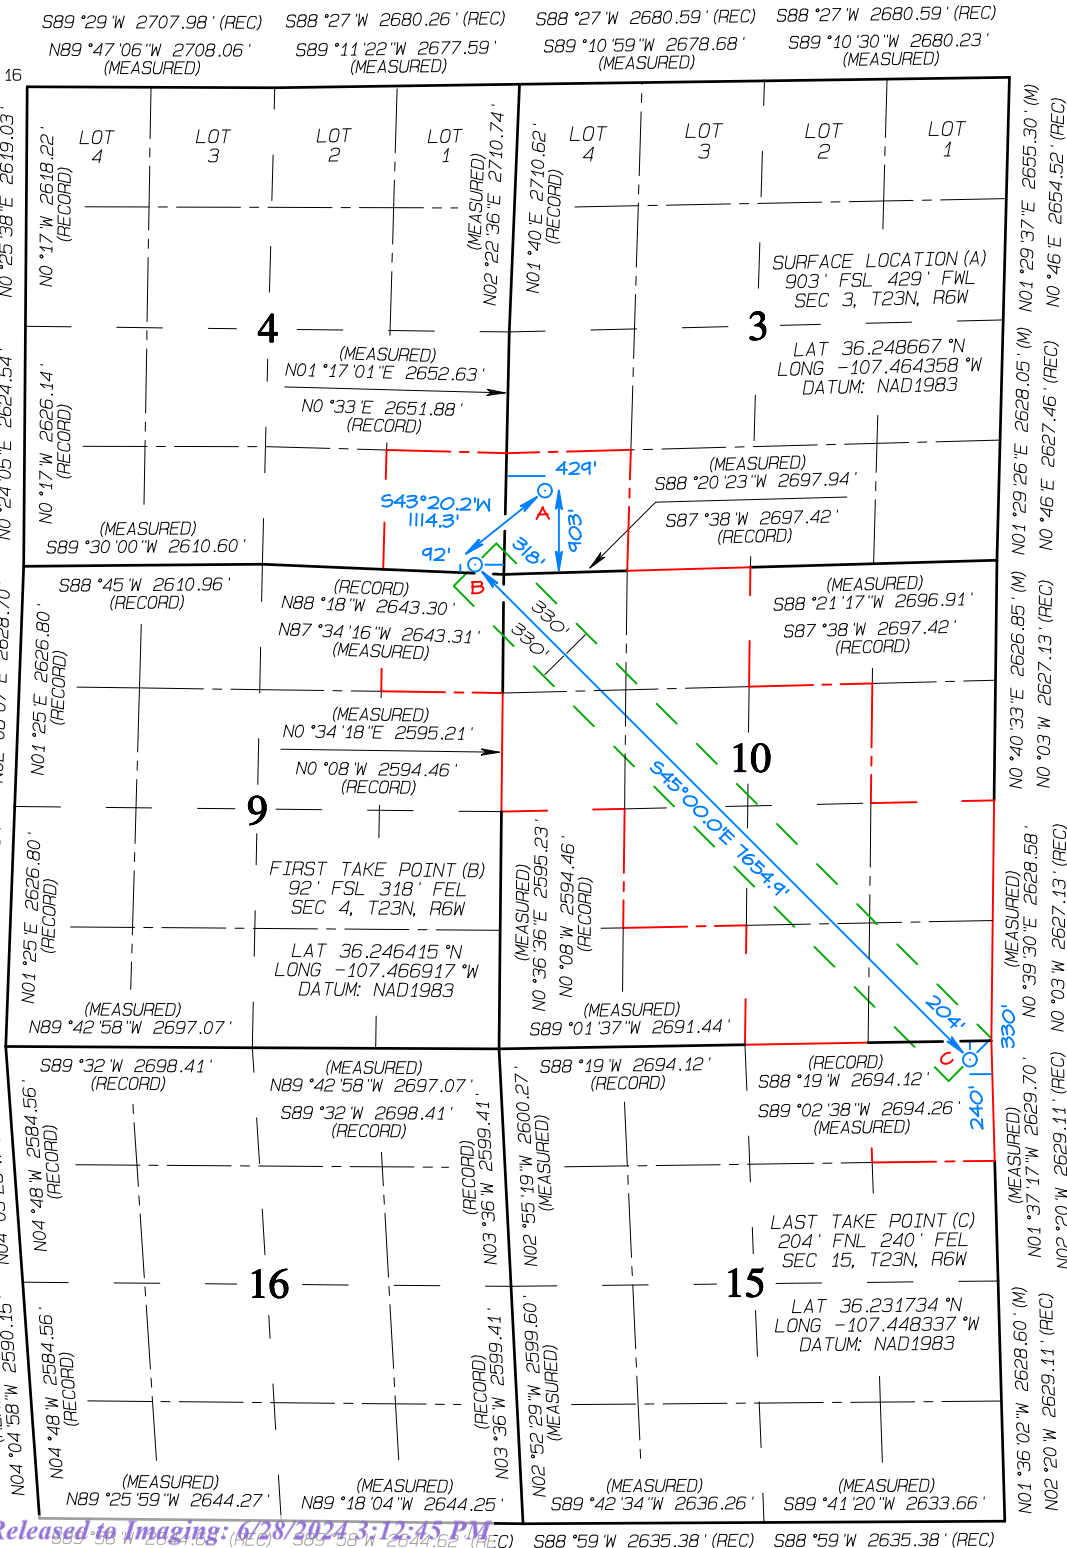 S89°29'W 2707.98' (REC)
S88°27'W 2680.26' (REC)
S88°27'W 2680.59' (REC)
S88°27'W 2680.59' (REC)
N89°47'06"W 2708.06'
(MEASURED)
S89°11'22"W 2677.59'
(MEASURED)
S89°10'59"W 2678.68'
(MEASURED)
S89°10'30"W 2680.23'
(MEASURED)
16
LOT
4
LOT
3
LOT
2
LOT
1
LOT
4
LOT
3
LOT
2
LOT
1
N0°25'38"E 2619.03'
N0°17'W 2618.22'
(RECORD)
(MEASURED)
N02°22'36"E 2710.74'
N01°40'E 2710.62'
(RECORD)
N01°29'37"E 2655.30' (M)
N0°46'E 2654.52' (REC)
SURFACE LOCATION (A)
903' FSL 429' FWL
SEC 3, T23N, R6W
4
3
LAT 36.248667°N
LONG -107.464358°W
DATUM: NAD1983
(MEASURED)
N01°17'01"E 2652.63'
N0°33'E 2651.88'
(RECORD)
N0°24'05"E 2624.54'
N0°17'W 2626.14'
(RECORD)
N01°29'26"E 2628.05' (M)
N0°46'E 2627.46' (REC)
(MEASURED)
S88°20'23"W 2697.94'
S87°38'W 2697.42'
(RECORD)
429'
S43°20.2'W
1114.3'
A
903'
92'
318'
B
(MEASURED)
S89°30'00"W 2610.60'
S88°45'W 2610.96'
(RECORD)
(RECORD)
N88°18'W 2643.30'
N87°34'16"W 2643.31'
(MEASURED)
(MEASURED)
S88°21'17"W 2696.91'
S87°38'W 2697.42'
(RECORD)
330'
330'
N01°25'E 2626.80'
(RECORD)
N0°40'33"E 2626.85' (M)
N0°03'W 2627.13' (REC)
(MEASURED)
N0°34'18"E 2595.21'
N0°08'W 2594.46'
(RECORD)
9
10
S45°00.0'E 7654.9'
FIRST TAKE POINT (B)
92' FSL 318' FEL
SEC 4, T23N, R6W
LAT 36.246415°N
LONG -107.466917°W
DATUM: NAD1983
N01°25'E 2626.80'
(RECORD)
(MEASURED)
N0°36'36"E 2595.23'
N0°08'W 2594.46'
(RECORD)
(MEASURED)
N0°39'30"E 2628.58'
N0°03'W 2627.13' (REC)
(MEASURED)
N89°42'58"W 2697.07'
(MEASURED)
S89°01'37"W 2691.44'
204'
330'
C
240'
S89°32'W 2698.41'
(RECORD)
(MEASURED)
N89°42'58"W 2697.07'
S89°32'W 2698.41'
(RECORD)
S88°19'W 2694.12'
(RECORD)
(RECORD)
S88°19'W 2694.12'
S89°02'38"W 2694.26'
(MEASURED)
N04°48'W 2584.56'
(RECORD)
(RECORD)
N03°36'W 2599.41'
N02°55'19"W 2600.27'
(MEASURED)
(MEASURED)
N01°37'17"W 2629.70'
N02°20'W 2629.11' (REC)
LAST TAKE POINT (C)
204' FNL 240' FEL
SEC 15, T23N, R6W
16
15
LAT 36.231734°N
LONG -107.448337°W
DATUM: NAD1983
N04°04'58"W 2590.15'
N04°48'W 2584.56'
(RECORD)
(RECORD)
N03°36'W 2599.41'
N02°52'29"W 2599.60'
(MEASURED)
N01°36'02"W 2628.60' (M)
N02°20'W 2629.11' (REC)
(MEASURED)
N89°25'59"W 2644.27'
(MEASURED)
N89°18'04"W 2644.25'
(MEASURED)
S89°42'34"W 2636.26'
(MEASURED)
S89°41'20"W 2633.66'
Released to Imaging: 6/28/2024 3:12:45 PM
S89°58'W 2644.62' (REC)
S88°59'W 2635.38' (REC)
S88°59'W 2635.38' (REC)